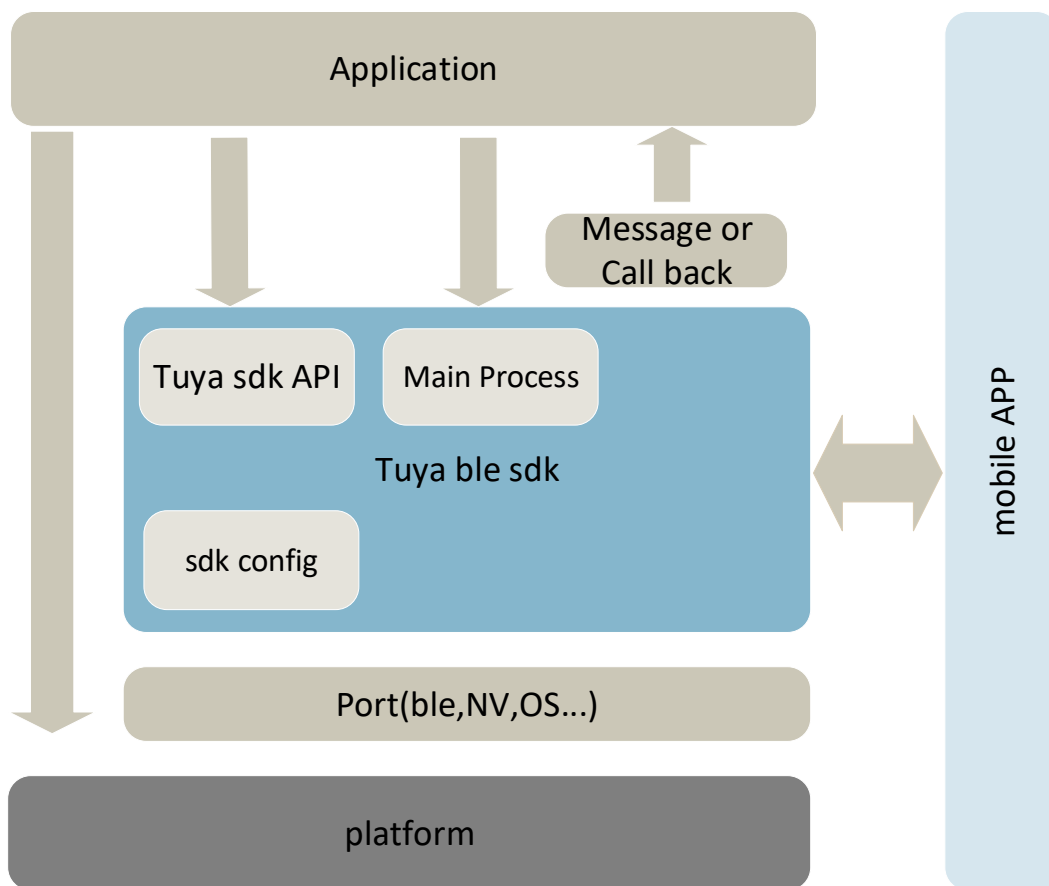 Application
Message or
Call back
Tuya sdk API
Main Process
Tuya ble sdk
sdk config
Port(ble,NV,OS...)
platform
mobile APP